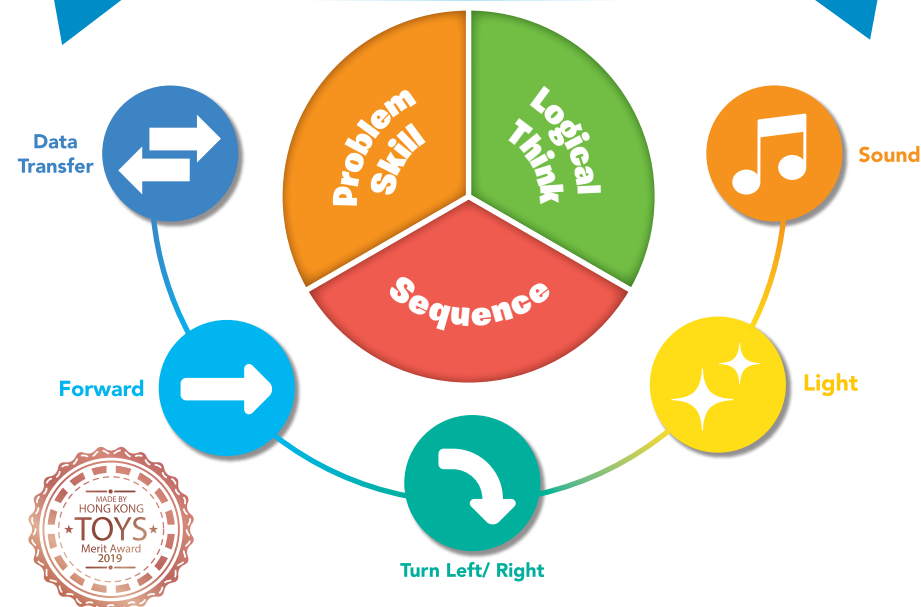 Problem
Skill
Logical
Think
Sequence
Data
Transfer
Sound
Forward
Light
Turn Left/ Right
MADE BY
HONG KONG
TOYS
Merit Award
2019